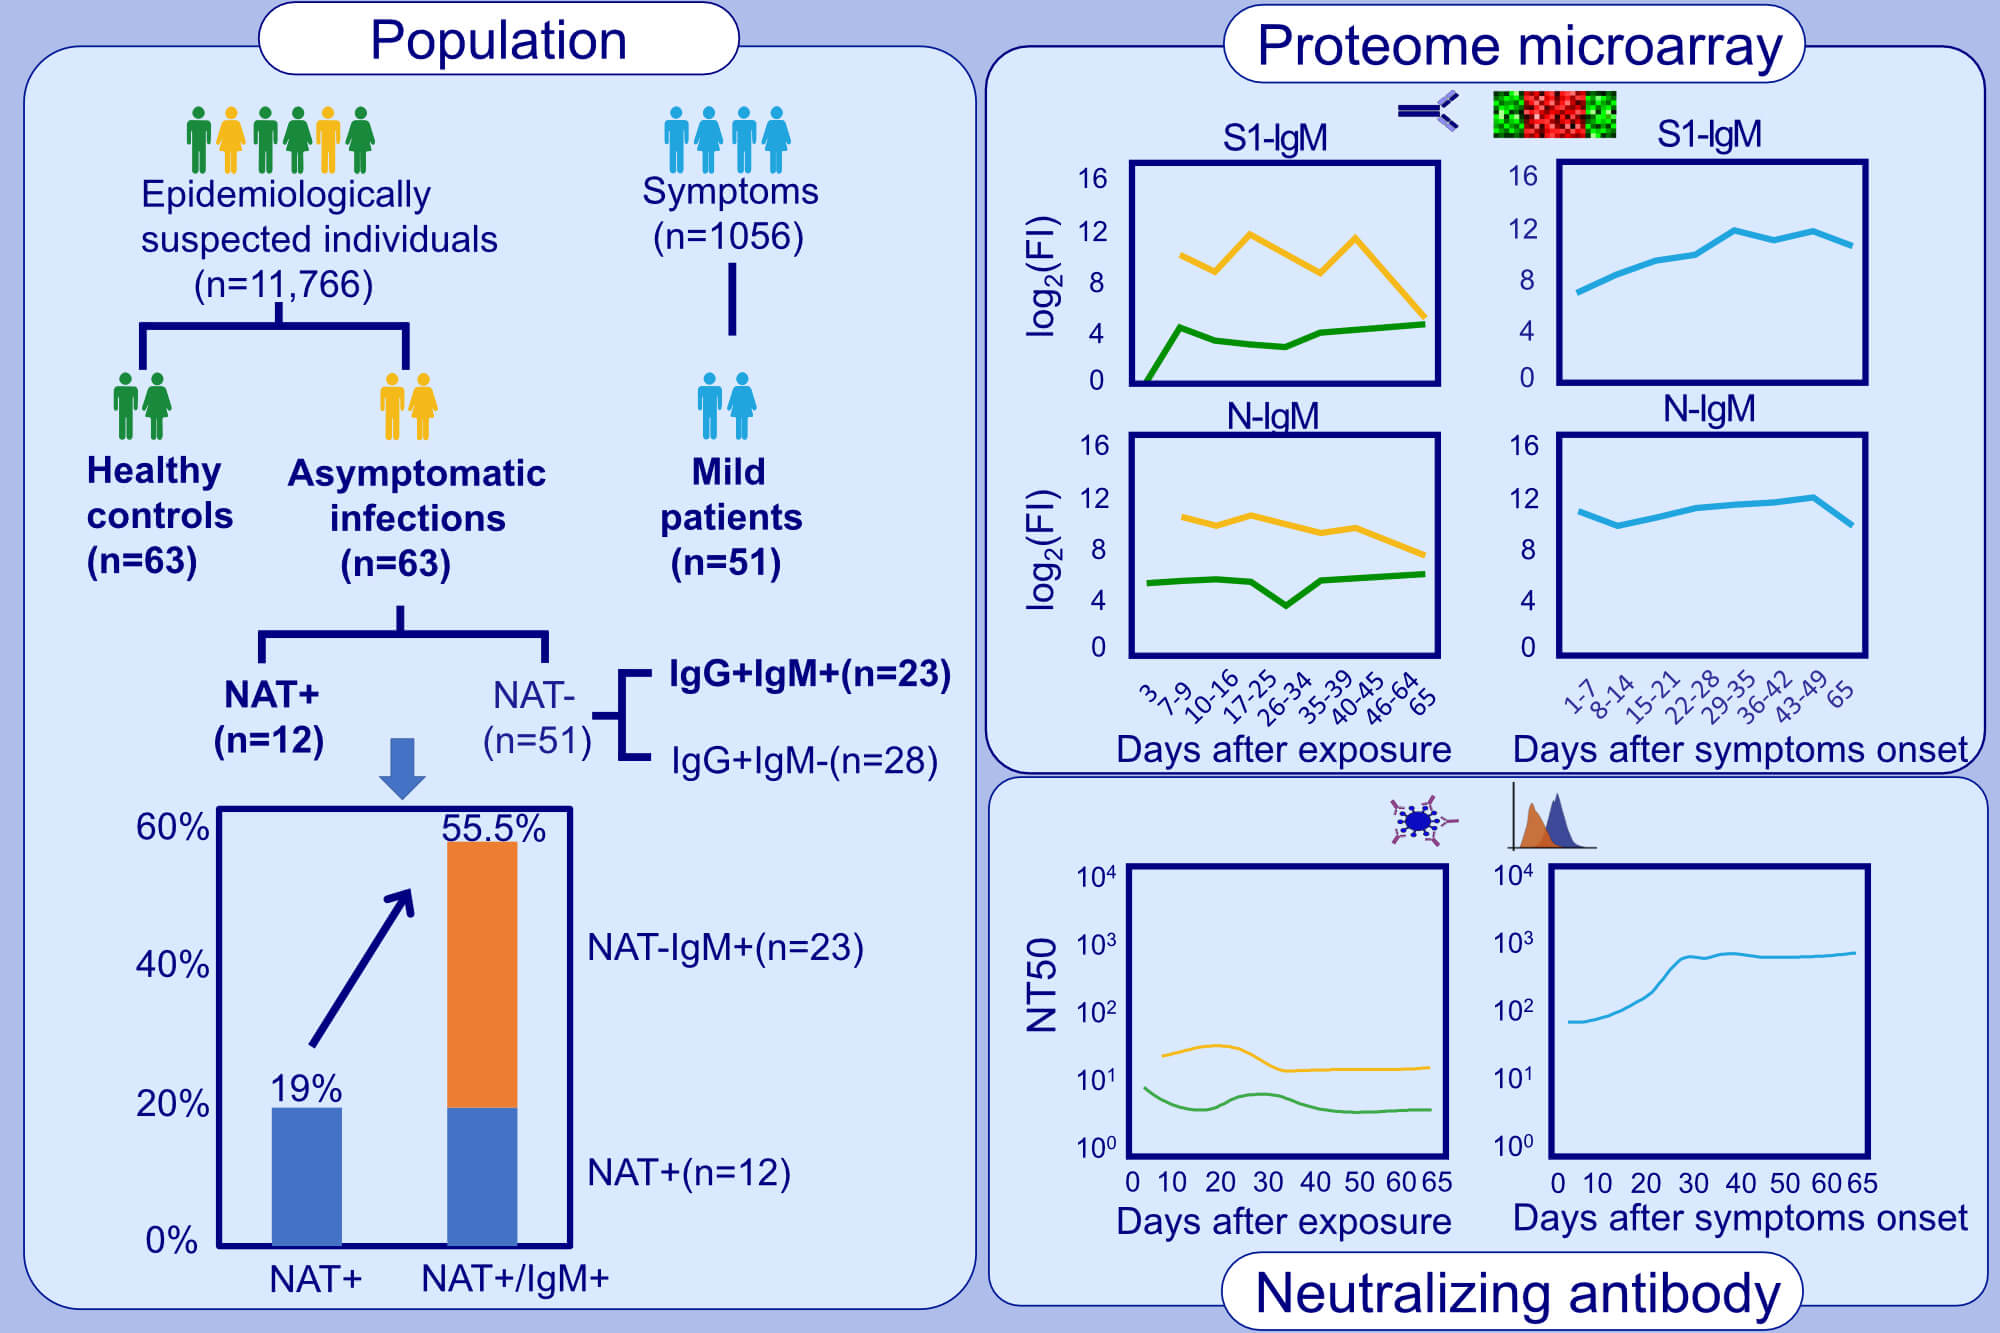 Population
Epidemiologically
suspected individuals
(n=11,766)
Symptoms
(n=1056)
Healthy
controls
(n=63)
Asymptomatic
infections
(n=63)
Mild
patients
(n=51)
NAT+
(n=12)
NAT-
(n=51)
IgG+IgM+(n=23)
IgG+IgM-(n=28)
60%
40%
20%
0%
55.5%
19%
NAT-IgM+(n=23)
NAT+(n=12)
NAT+
NAT+/IgM+
Proteome microarray
S1-IgM
log₂(FI)
16
12
8
4
0
S1-IgM
16
12
8
4
0
N-IgM
log₂(FI)
16
12
8
4
0
3
7-9
10-16
17-25
26-34
35-39
40-45
46-64
65
Days after exposure
N-IgM
16
12
8
4
0
1-7
8-14
15-21
22-28
29-35
36-42
43-49
65
Days after symptoms onset
NT50
10⁴
10³
10²
10¹
10⁰
0 10 20 30 40 50 60 65
Days after exposure
10⁴
10³
10²
10¹
10⁰
0 10 20 30 40 50 60 65
Days after symptoms onset
Neutralizing antibody